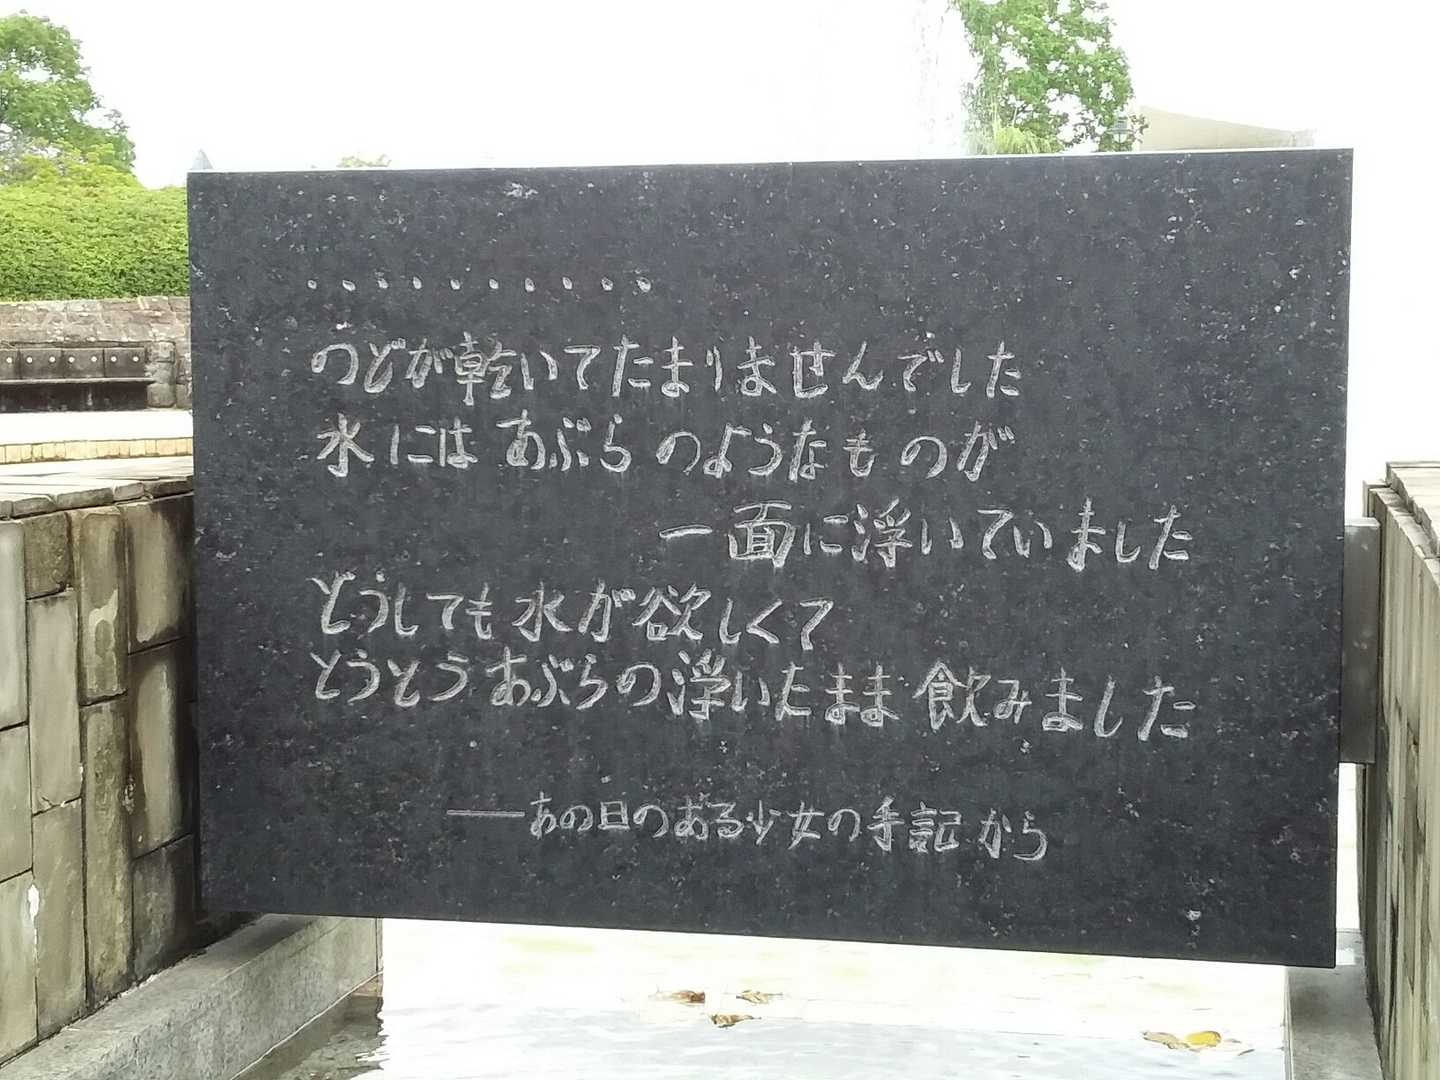 ・・・・・・・・・・・
のどが乾いてたまりませんでした
水にはあぶらのようなものが
一面に浮いていました
どうしても水が欲しくて
とうとうあぶらの浮いたまま飲みました
――あの日のある少女の手記から